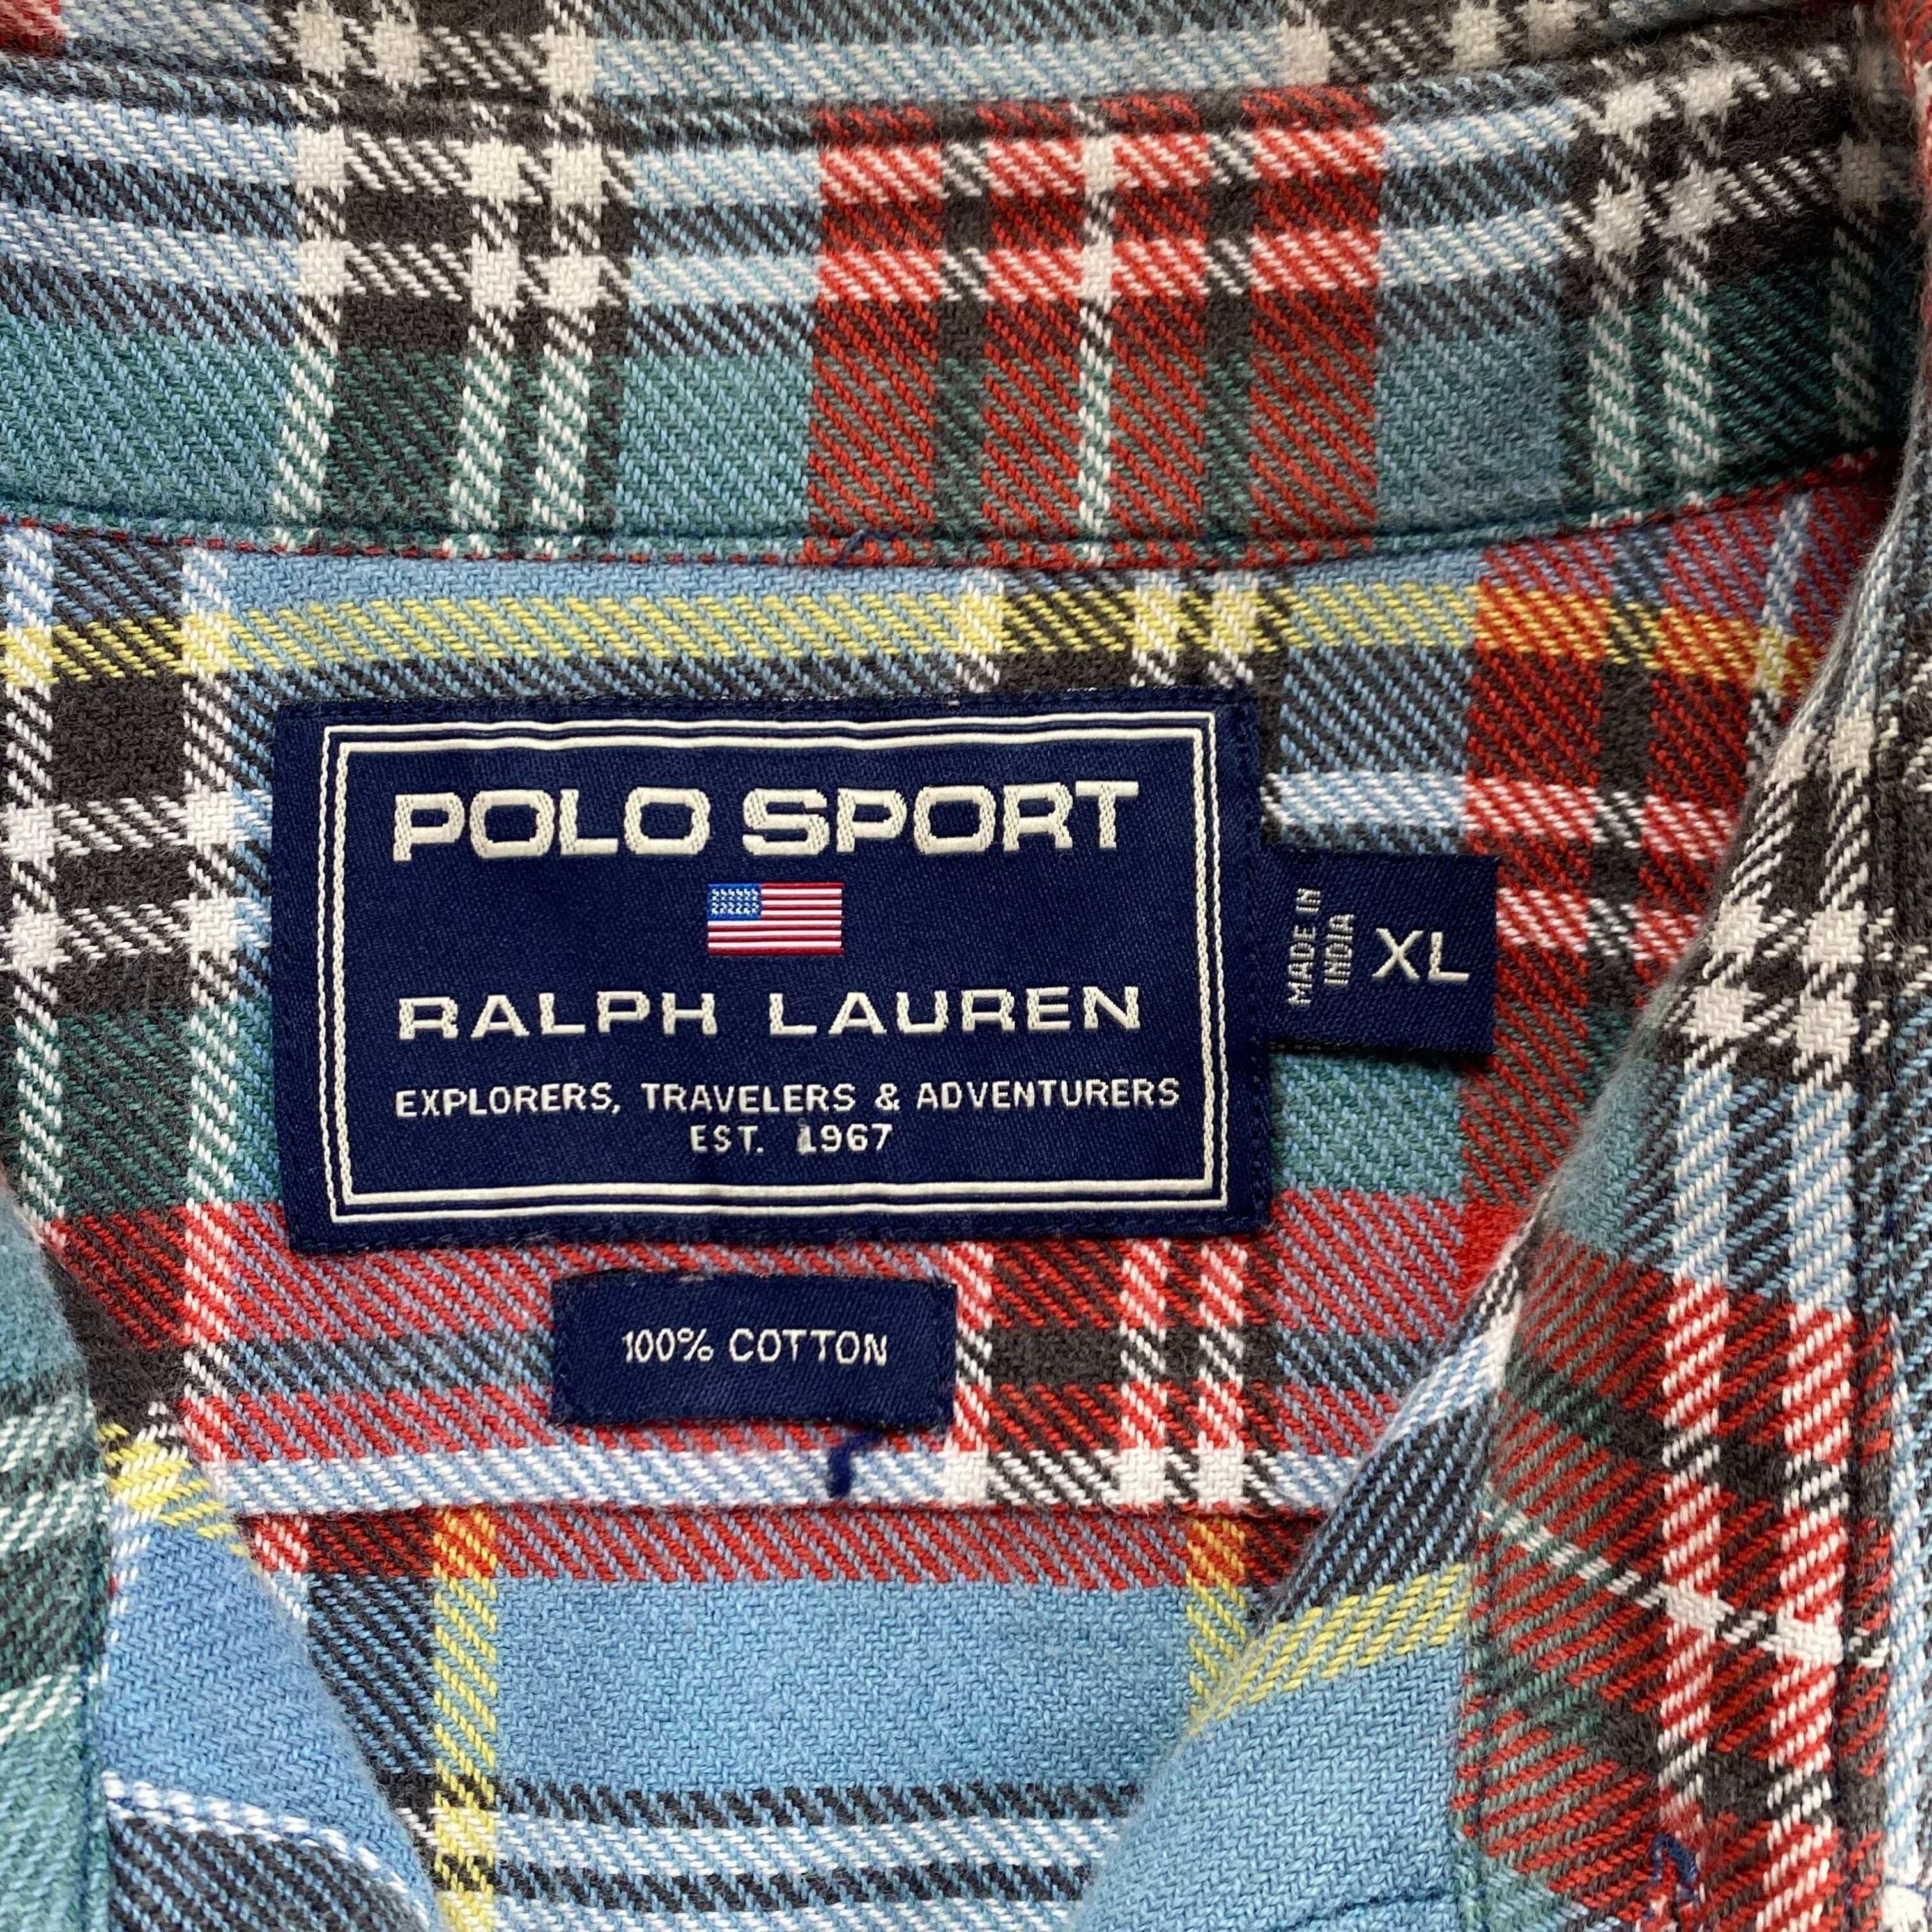 POLO SPORT
RALPH LAUREN
EXPLORERS, TRAVELERS & ADVENTURERS
EST. 1967
MADE IN
INDIA
XL
100% COTTON